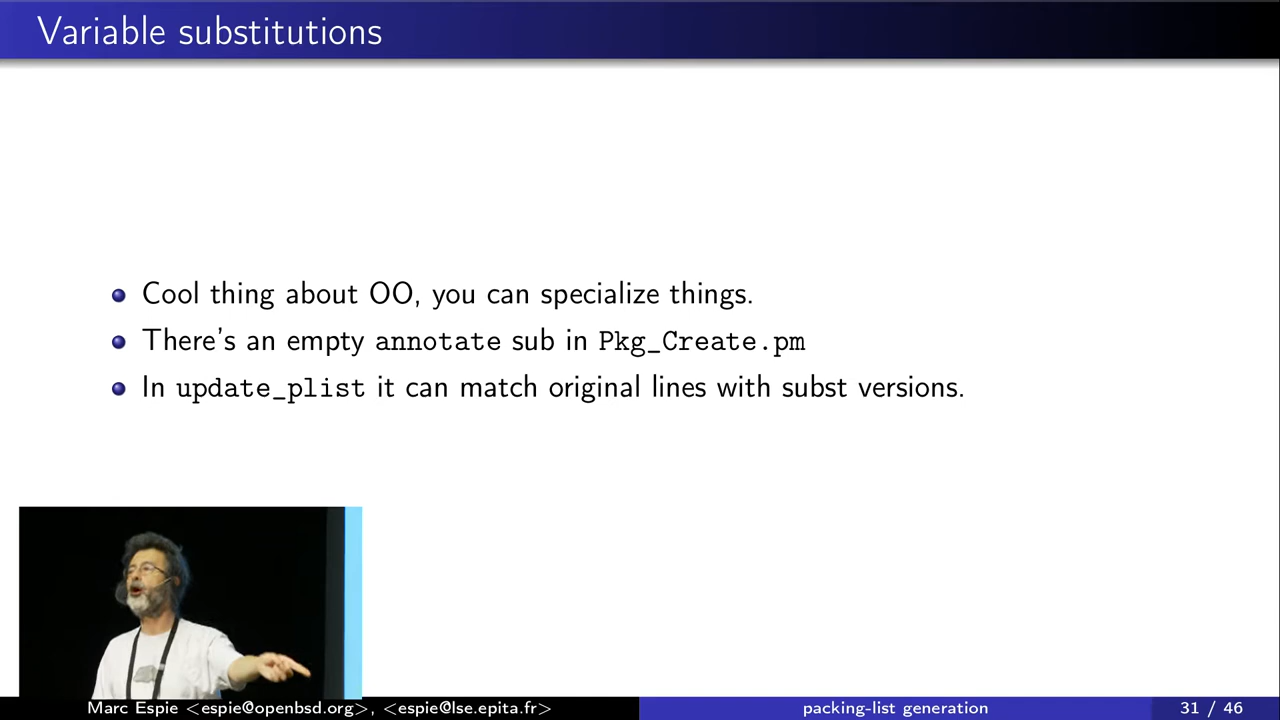 Variable substitutions
Cool thing about OO, you can specialize things.
There's an empty annotate sub in Pkg_Create.pm
In update_plist it can match original lines with subst versions.
Marc Espie <espie@openbsd.org>, <espie@lse.epita.fr>
packing-list generation
31 / 46